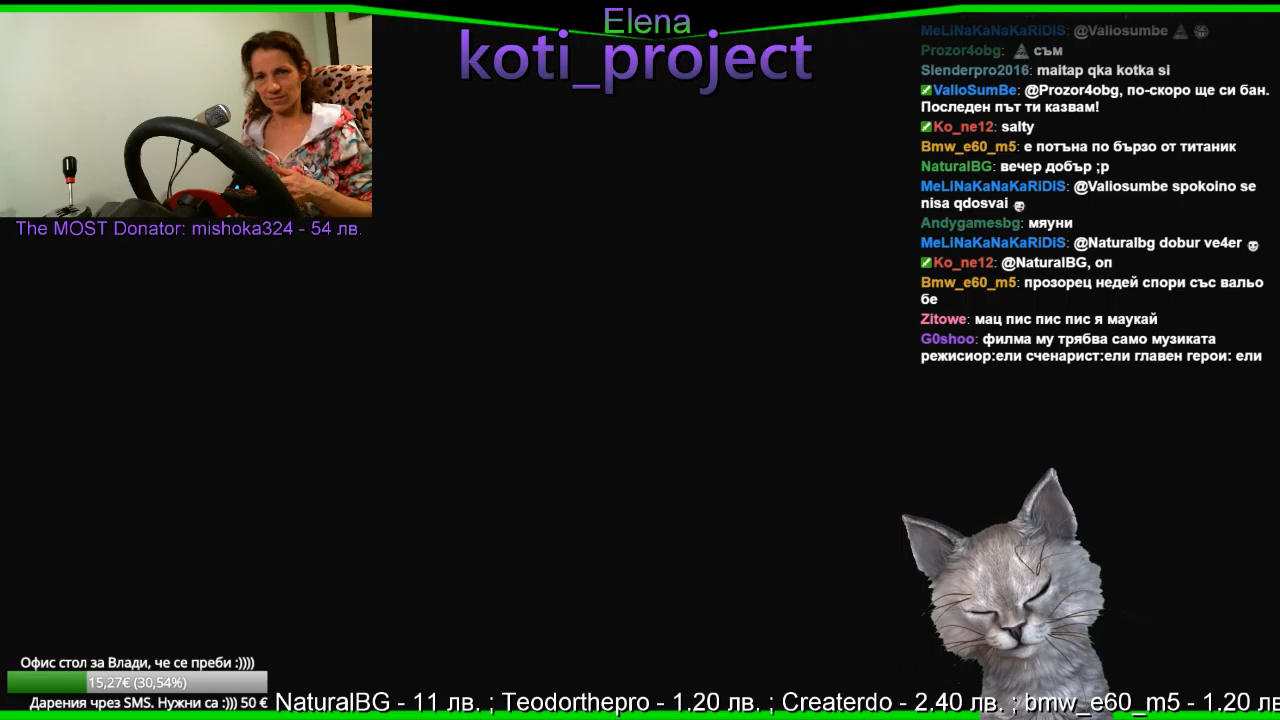 Elena
koti_project
The MOST Donator: mishoka324 - 54 лв.
MeLiNaKaNaKaRiDiS: @Valiosumbe
Prozor4obg: съм
Slenderpro2016: maitap qka kotka si
ValioSumBe: @Prozor4obg, по-скоро ще си бан.
Последен път ти казвам!
Ko_ne12: salty
Bmw_e60_m5: е потъна по бързо от титаник
NaturalBG: вечер добър ;р
MeLiNaKaNaKaRiDiS: @Valiosumbe spokoino se
nisa qdosvai
Andygamesbg: мяуни
MeLiNaKaNaKaRiDiS: @Naturalbg dobur ve4er
Ko_ne12: @NaturalBG, оп
Bmw_e60_m5: прозорец недей спори със вальо
бе
Zitowe: мац пис пис пис я маукай
G0shoo: филма му трябва само музиката
режисиор:ели сценарист:ели главен герои: ели
Офис стол за Влади, че се преби :))))
15,27€ (30,54%)
Дарения чрез SMS. Нужни са :))) 50 €
NaturalBG - 11 лв. ; Teodorthepro - 1.20 лв. ; Createrdo - 2.40 лв. ; bmw_e60_m5 - 1.20 лв